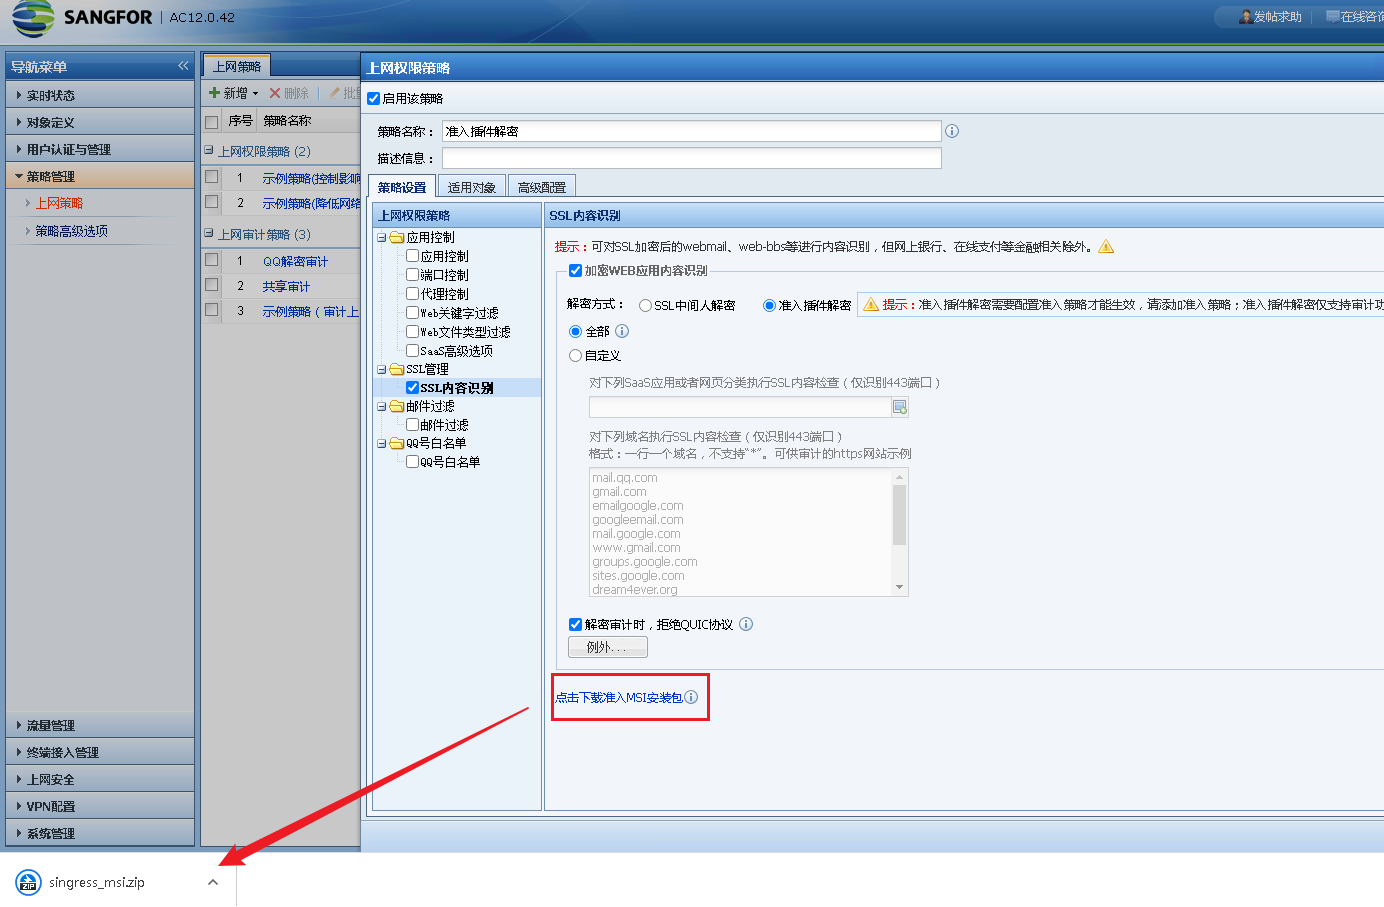 SANGFOR | AC12.0.42
发帖求助
在线咨询
导航菜单
实时状态
对象定义
用户认证与管理
策略管理
上网策略
策略高级选项
流量管理
终端接入管理
上网安全
VPN配置
系统管理
上网策略
新增 删除 批
序号 策略名称
上网权限策略 (2)
1 示例策略(控制影响
2 示例策略(降低网络
上网审计策略 (3)
1 QQ解密审计
2 共享审计
3 示例策略（审计上
上网权限策略
启用该策略
策略名称：
准入插件解密
描述信息：
策略设置 适用对象 高级配置
上网权限策略
应用控制
应用控制
端口控制
代理控制
Web关键字过滤
Web文件类型过滤
SaaS高级选项
SSL管理
SSL内容识别
邮件过滤
邮件过滤
QQ号白名单
QQ号白名单
SSL内容识别
提示：可对SSL加密后的webmail、web-bbs等进行内容识别，但网上银行、在线支付等金融相关除外。
加密WEB应用内容识别
解密方式： SSL中间人解密 准入插件解密 提示：准入插件解密需要配置准入策略才能生效，请添加准入策略；准入插件解密仅支持审计功
全部
自定义
对下列SaaS应用或者网页分类执行SSL内容检查（仅识别443端口）
对下列域名执行SSL内容检查（仅识别443端口）
格式：一行一个域名，不支持“*”。可供审计的https网站示例
mail.qq.com
gmail.com
emailgoogle.com
googleemail.com
mail.google.com
www.gmail.com
groups.google.com
sites.google.com
dream4ever.org
解密审计时，拒绝QUIC协议
例外...
点击下载准入MSI安装包
ZIP
singress_msi.zip